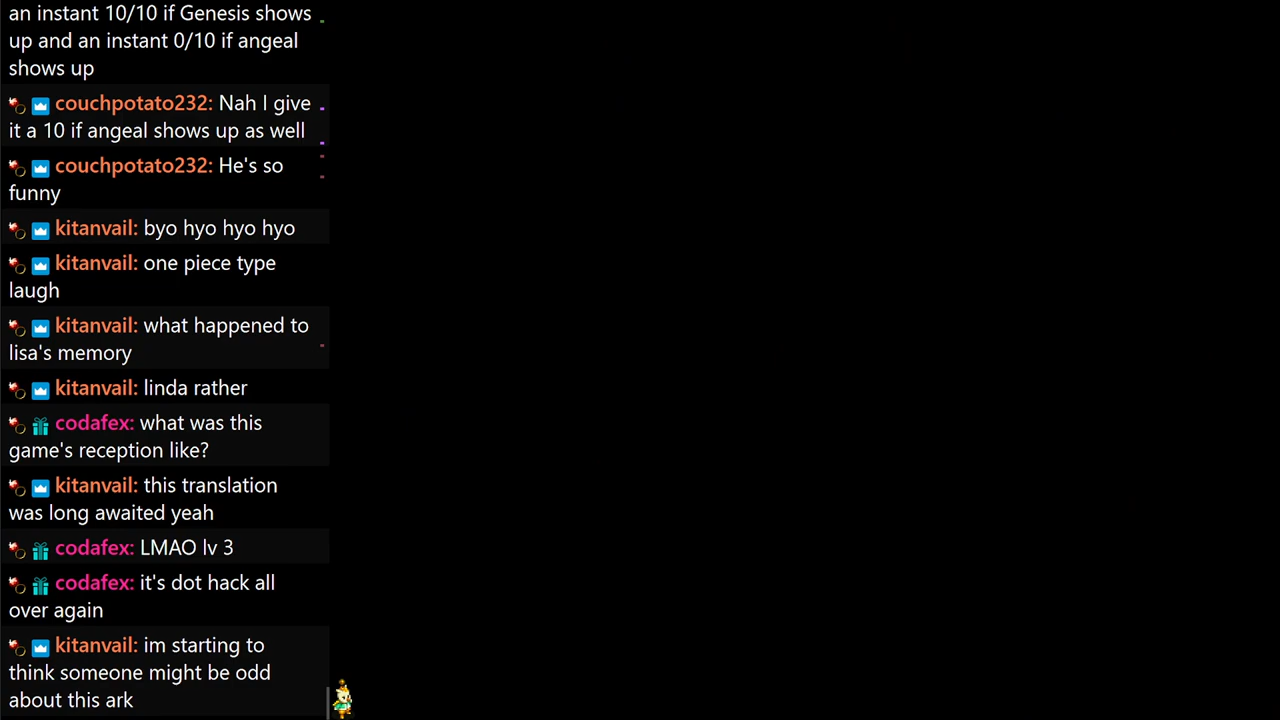 an instant 10/10 if Genesis shows
up and an instant 0/10 if angeal
shows up
couchpotato232: Nah I give
it a 10 if angeal shows up as well
couchpotato232: He's so
funny
kitanvail: byo hyo hyo hyo
kitanvail: one piece type
laugh
kitanvail: what happened to
lisa's memory
kitanvail: linda rather
codafex: what was this
game's reception like?
kitanvail: this translation
was long awaited yeah
codafex: LMAO lv 3
codafex: it's dot hack all
over again
kitanvail: im starting to
think someone might be odd
about this ark